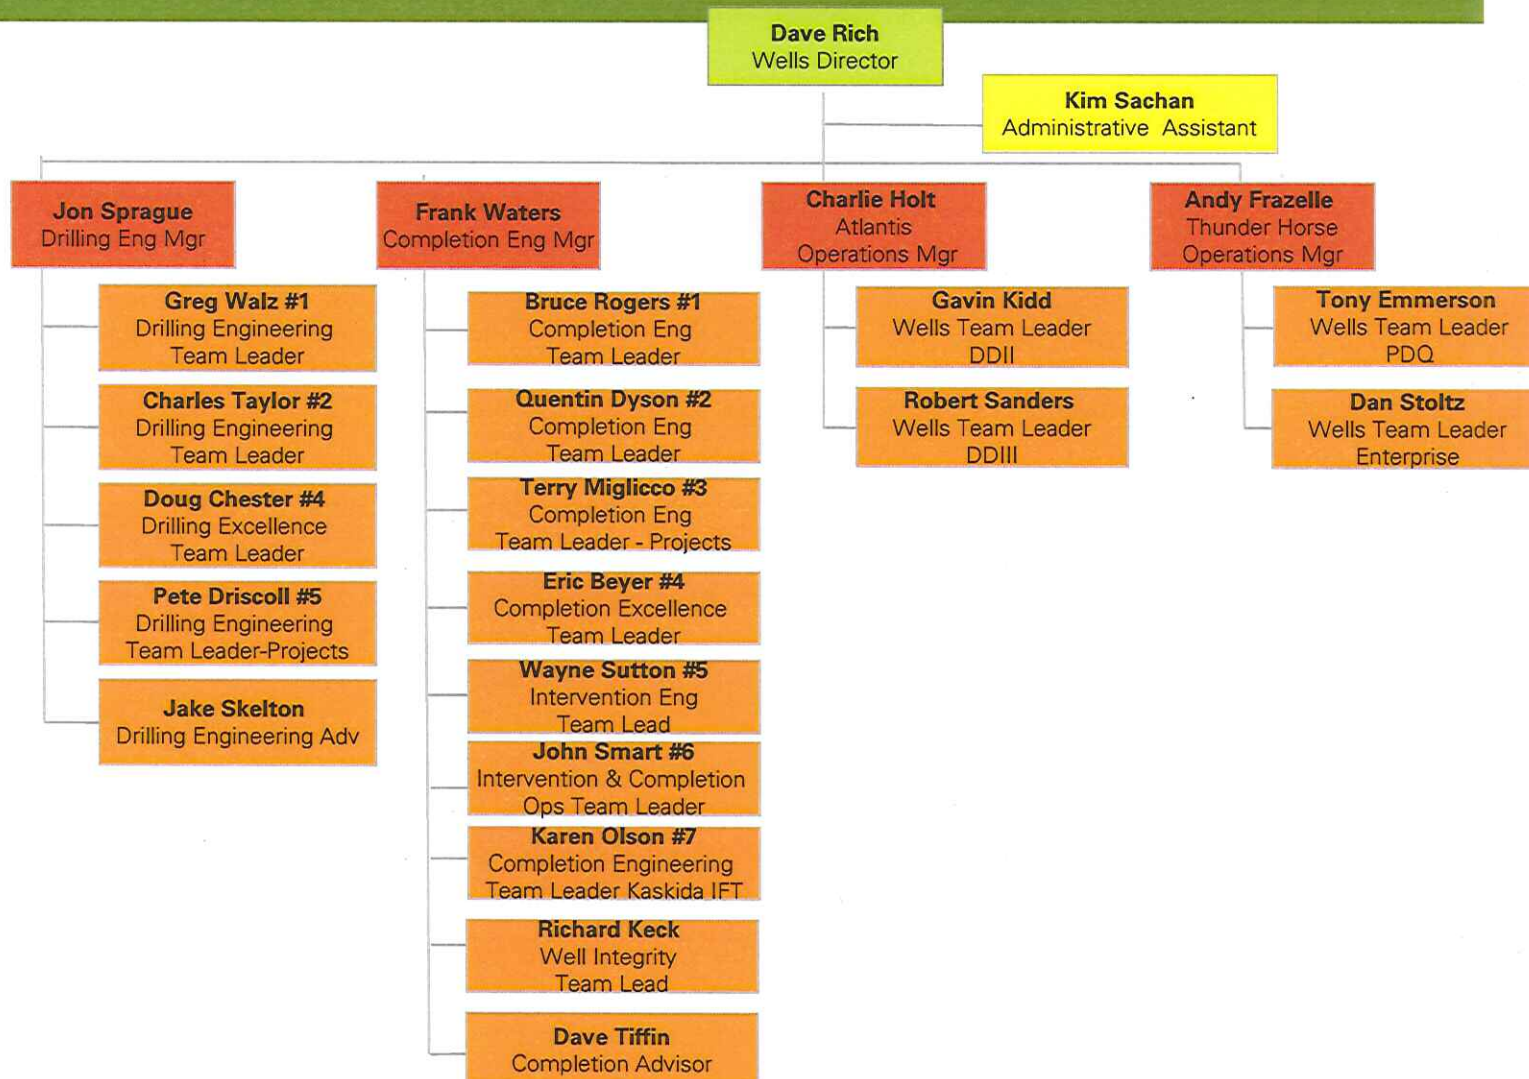 Dave Rich
Wells Director
Kim Sachan
Administrative Assistant
Jon Sprague
Drilling Eng Mgr
Frank Waters
Completion Eng Mgr
Charlie Holt
Atlantis
Operations Mgr
Andy Frazelle
Thunder Horse
Operations Mgr
Greg Walz #1
Drilling Engineering
Team Leader
Charles Taylor #2
Drilling Engineering
Team Leader
Doug Chester #4
Drilling Excellence
Team Leader
Pete Driscoll #5
Drilling Engineering
Team Leader-Projects
Jake Skelton
Drilling Engineering Adv
Bruce Rogers #1
Completion Eng
Team Leader
Quentin Dyson #2
Completion Eng
Team Leader
Terry Miglicco #3
Completion Eng
Team Leader - Projects
Eric Beyer #4
Completion Excellence
Team Leader
Wayne Sutton #5
Intervention Eng
Team Lead
John Smart #6
Intervention & Completion
Ops Team Leader
Karen Olson #7
Completion Engineering
Team Leader Kaskida IFT
Richard Keck
Well Integrity
Team Lead
Dave Tiffin
Completion Advisor
Gavin Kidd
Wells Team Leader
DDII
Robert Sanders
Wells Team Leader
DDIII
Tony Emmerson
Wells Team Leader
PDQ
Dan Stoltz
Wells Team Leader
Enterprise